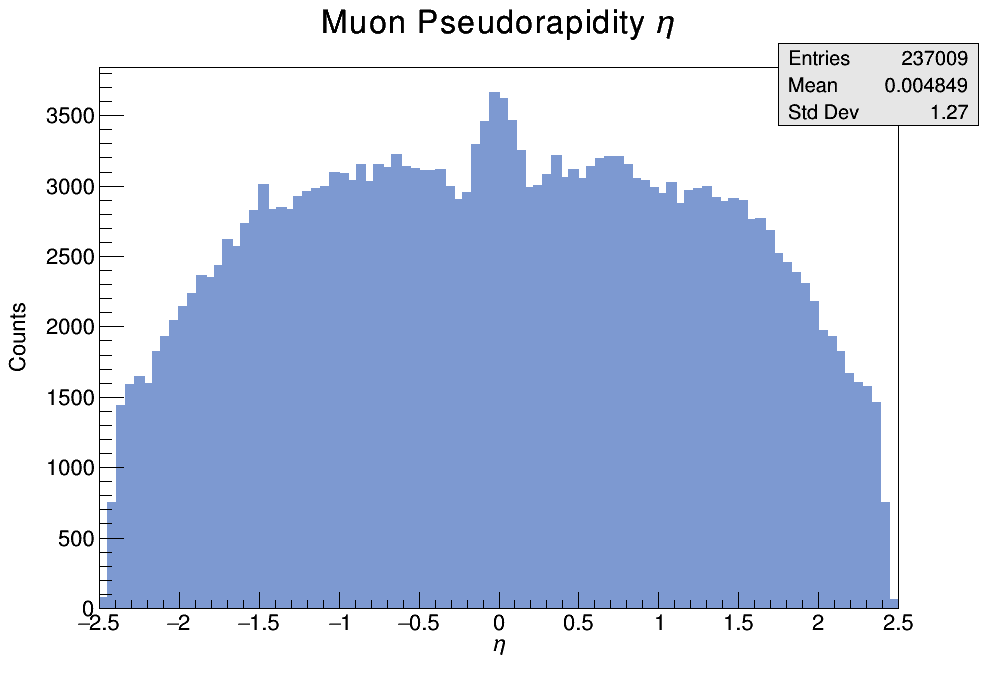 Muon Pseudorapidity η
Entries 237009
Mean 0.004849
Std Dev 1.27
3500
3000
2500
2000
1500
1000
500
0
Counts
−2.5 −2 −1.5 −1 −0.5 0 0.5 1 1.5 2 2.5
η